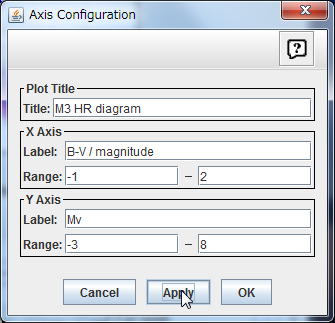 Axis Configuration
?
Plot Title
Title: M3 HR diagram
X Axis
Label: B-V / magnitude
Range: -1 – 2
Y Axis
Label: Mv
Range: -3 – 8
Cancel Apply OK